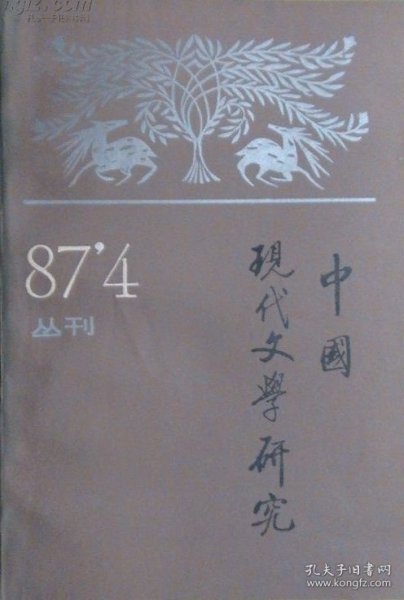 中國
現代文學研究
87'4
丛刊
孔夫子旧书网
www.kongfz.com